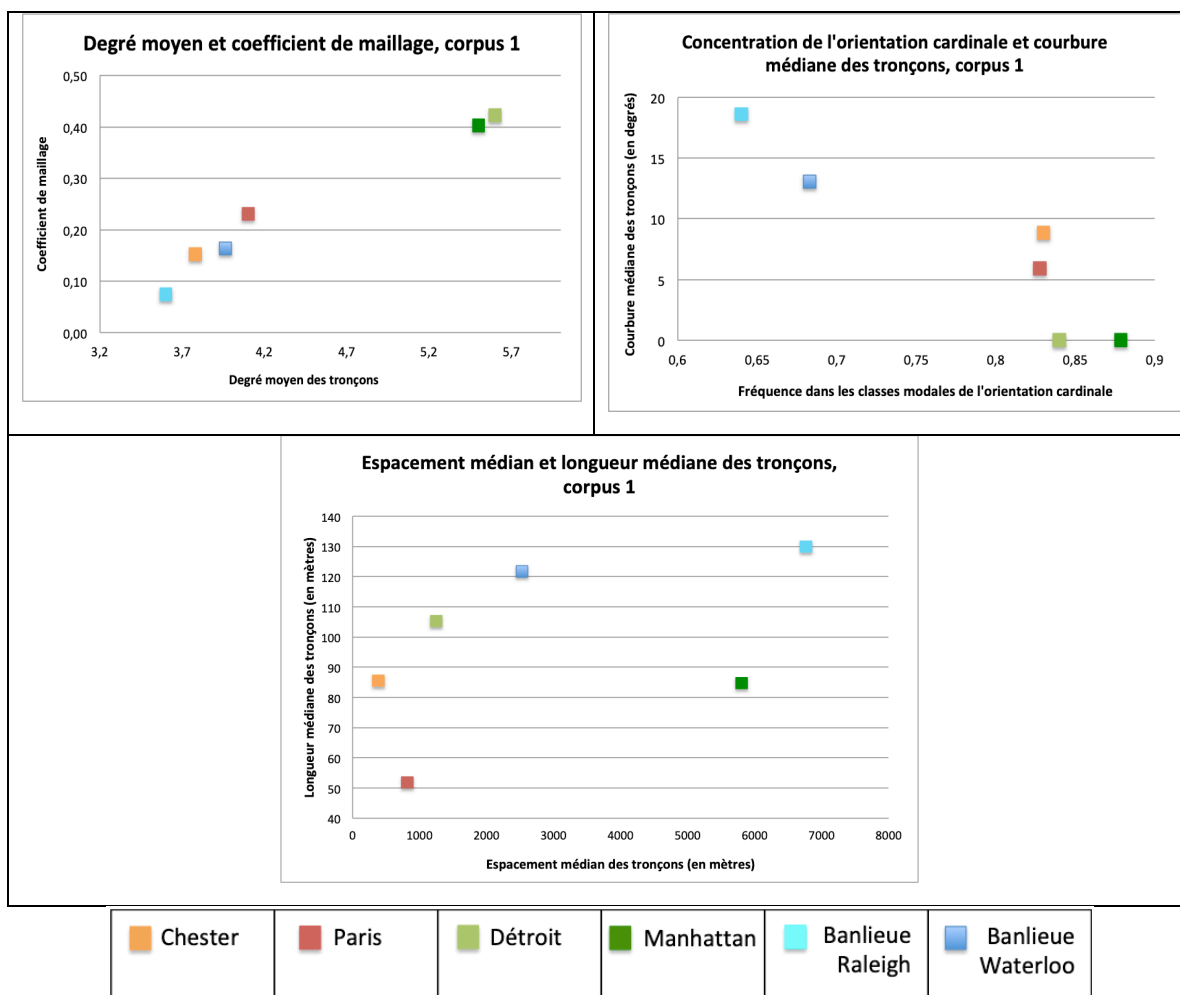 Degré moyen et coefficient de maillage, corpus 1
Coefficient de maillage
0,50
0,40
0,30
0,20
0,10
0,00
3,2 3,7 4,2 4,7 5,2 5,7
Degré moyen des tronçons
Concentration de l'orientation cardinale et courbure
médiane des tronçons, corpus 1
Courbure médiane des tronçons (en degrés)
20
15
10
5
0
0,6 0,65 0,7 0,75 0,8 0,85 0,9
Fréquence dans les classes modales de l'orientation cardinale
Espacement médian et longueur médiane des tronçons,
corpus 1
Longueur médiane des tronçons (en mètres)
140
130
120
110
100
90
80
70
60
50
40
0 1000 2000 3000 4000 5000 6000 7000 8000
Espacement médian des tronçons (en mètres)
Chester
Paris
Détroit
Manhattan
Banlieue
Raleigh
Banlieue
Waterloo